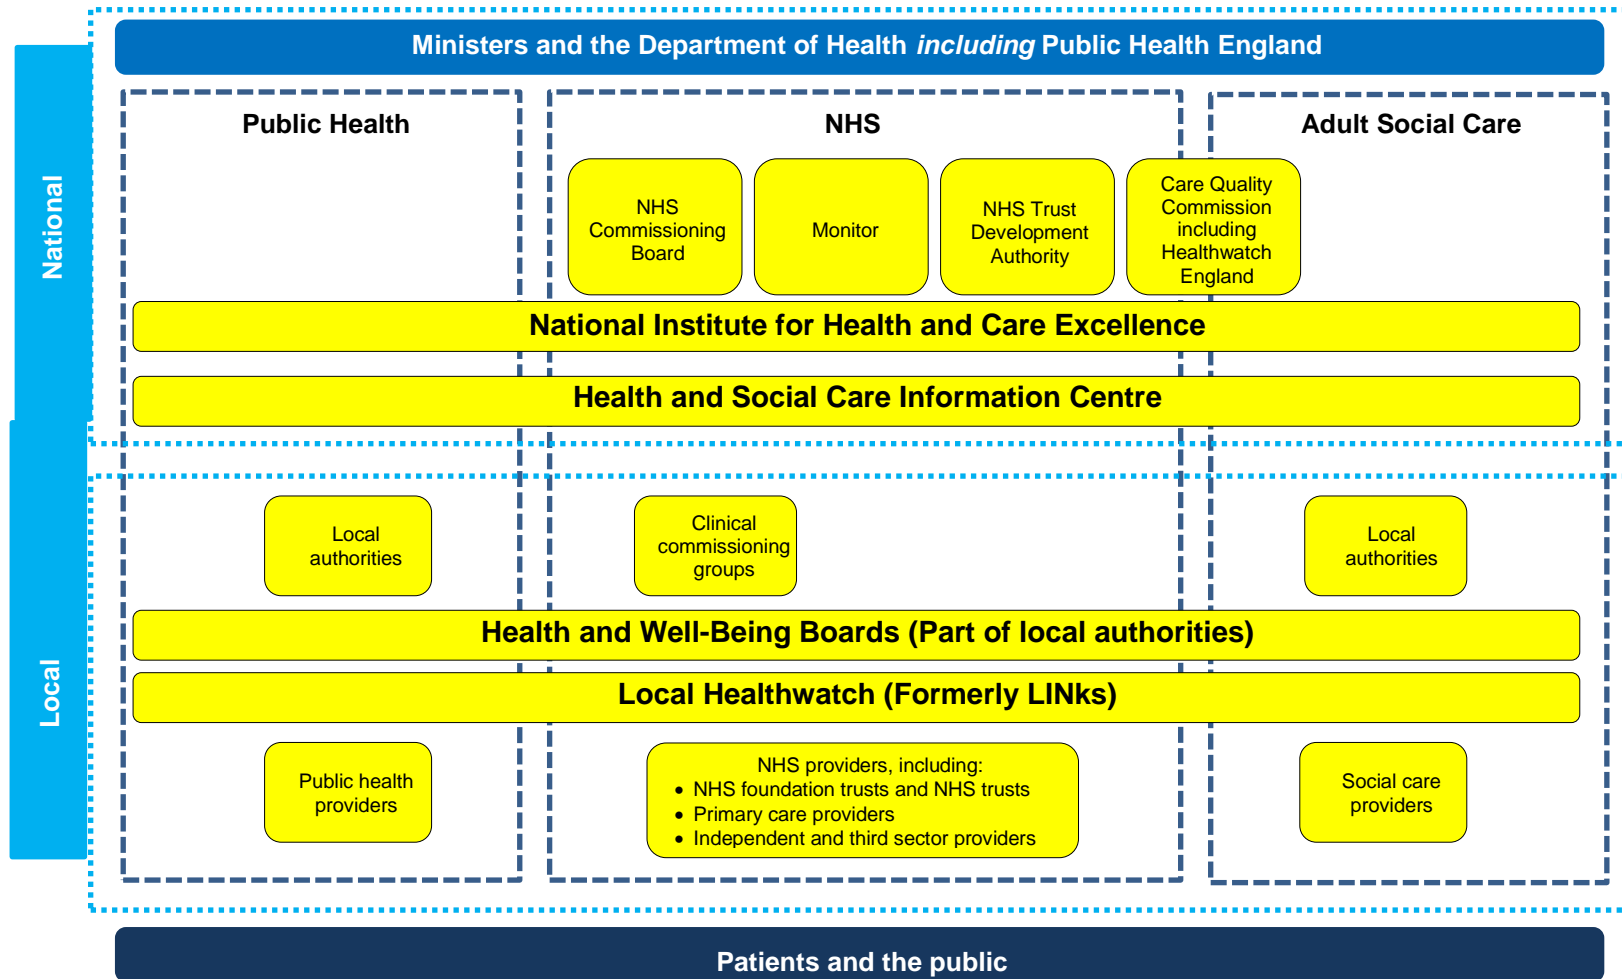 Ministers and the Department of Health including Public Health England
National
Public Health
NHS
Adult Social Care
NHS
Commissioning
Board
Monitor
NHS Trust
Development
Authority
Care Quality
Commission
including
Healthwatch
England
National Institute for Health and Care Excellence
Health and Social Care Information Centre
Local
Local
authorities
Clinical
commissioning
groups
Local
authorities
Health and Well-Being Boards (Part of local authorities)
Local Healthwatch (Formerly LINks)
Public health
providers
NHS providers, including:
• NHS foundation trusts and NHS trusts
• Primary care providers
• Independent and third sector providers
Social care
providers
Patients and the public